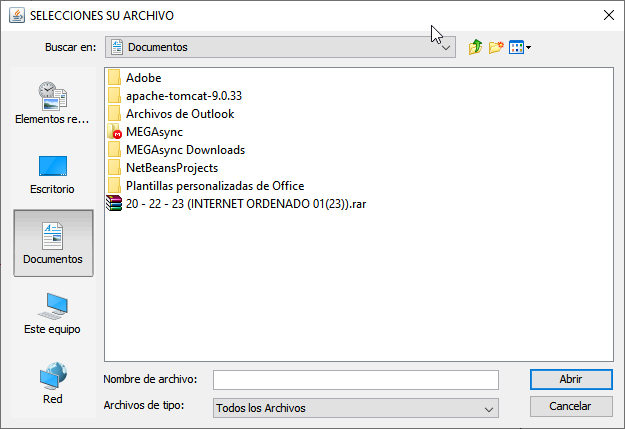 SELECCIONES SU ARCHIVO
Buscar en: Documentos
Elementos re...
Escritorio
Documentos
Este equipo
Red
Adobe
apache-tomcat-9.0.33
Archivos de Outlook
MEGAsync
MEGAsync Downloads
NetBeansProjects
Plantillas personalizadas de Office
20 - 22 - 23 (INTERNET ORDENADO 01(23)).rar
Nombre de archivo:
Abrir
Archivos de tipo: Todos los Archivos
Cancelar